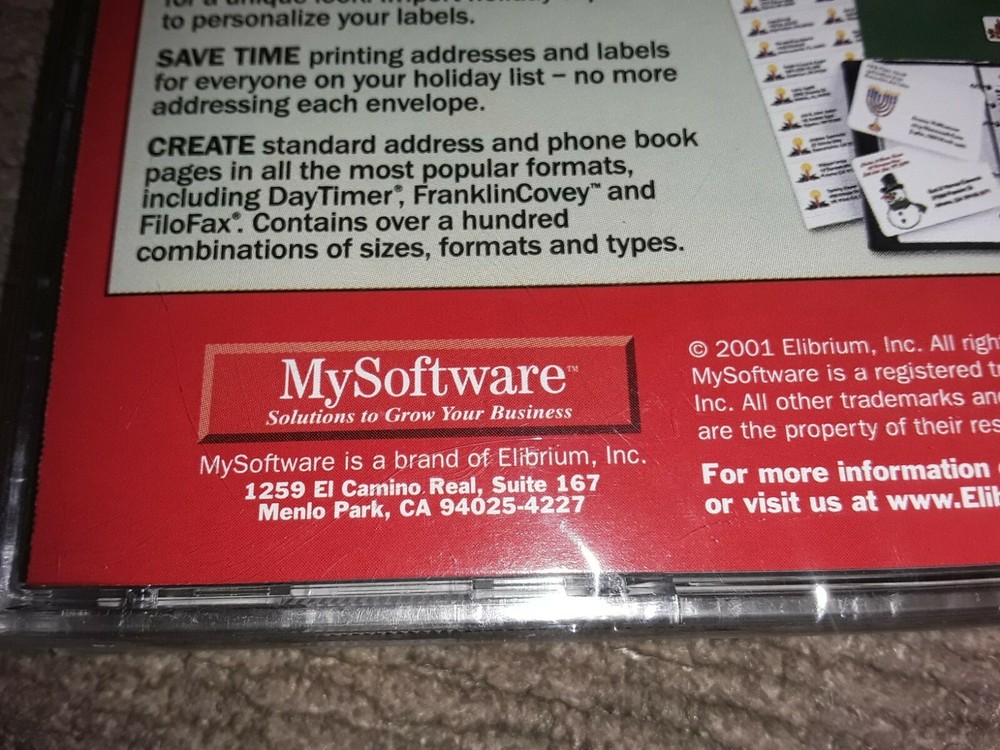 to personalize your labels.
SAVE TIME printing addresses and labels
for everyone on your holiday list – no more
addressing each envelope.
CREATE standard address and phone book
pages in all the most popular formats,
including DayTimer®, FranklinCovey™ and
FiloFax®. Contains over a hundred
combinations of sizes, formats and types.
MySoftware™
Solutions to Grow Your Business
MySoftware is a brand of Elibrium, Inc.
1259 El Camino Real, Suite 167
Menlo Park, CA 94025-4227
© 2001 Elibrium, Inc. All
MySoftware is a registered
Inc. All other trademarks
are the property of their
For more information
or visit us at